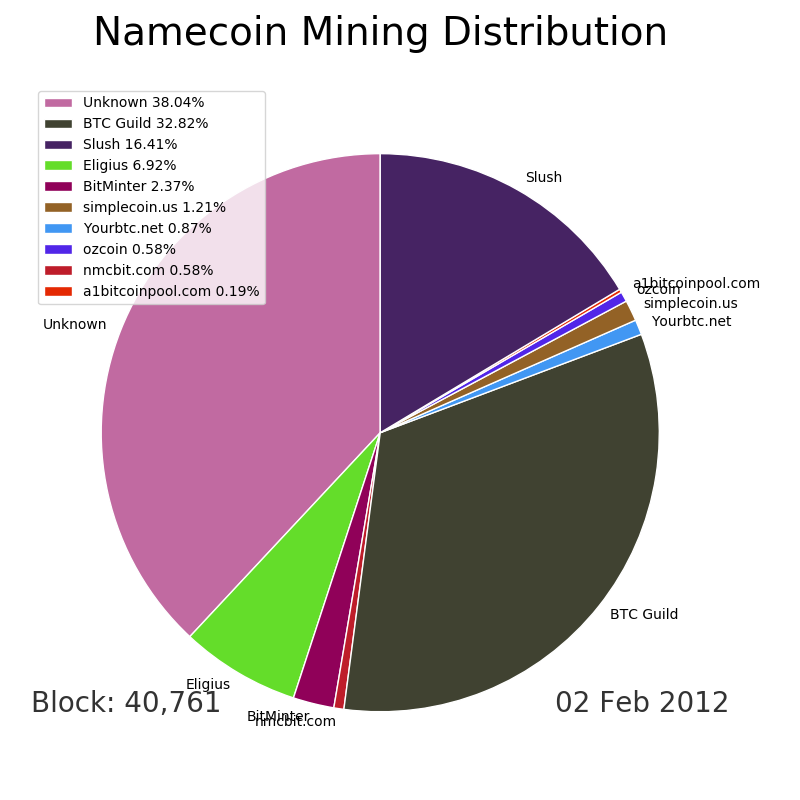 Namecoin Mining Distribution
Unknown 38.04%
BTC Guild 32.82%
Slush 16.41%
Eligius 6.92%
BitMinter 2.37%
simplecoin.us 1.21%
Yourbtc.net 0.87%
ozcoin 0.58%
nmcbit.com 0.58%
a1bitcoinpool.com 0.19%
Slush
a1bitcoinpool.com
ozcoin
simplecoin.us
Yourbtc.net
Unknown
BTC Guild
Eligius
BitMinter
nmcbit.com
Block: 40,761
02 Feb 2012